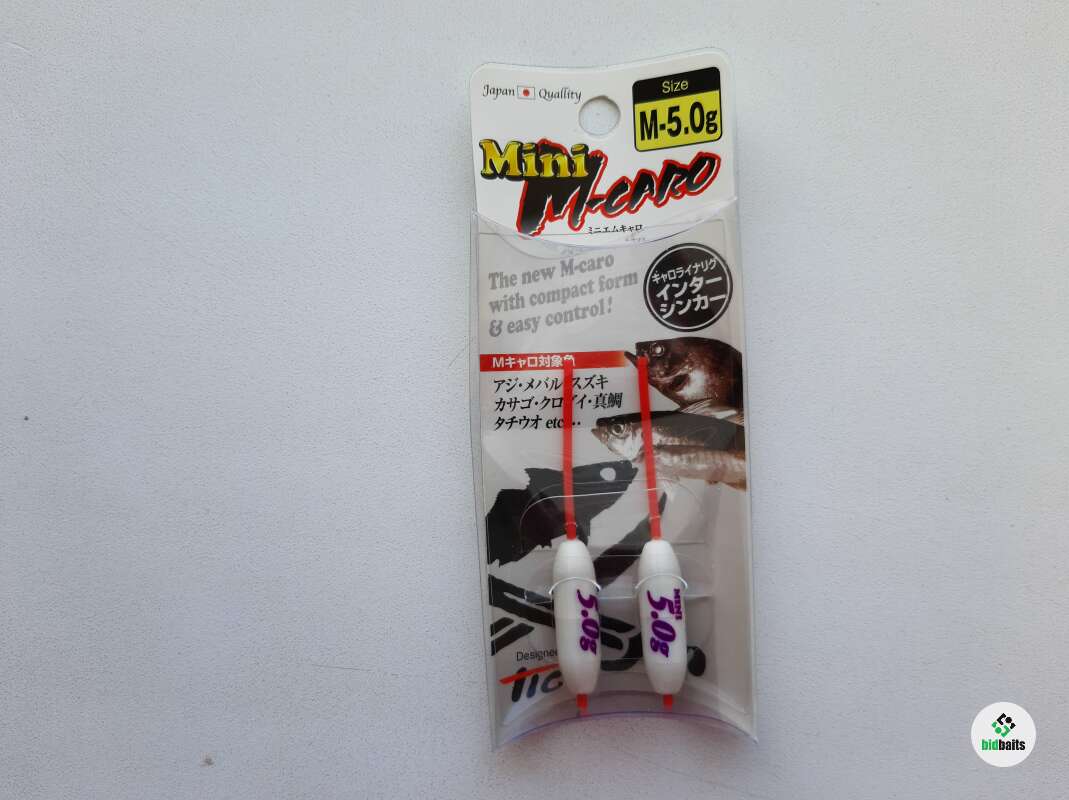 Japan Quallity
Size
M-5.0g
Mini
M-CARO
ミニエムキャロ
The new M-caro
with compact form
& easy control!
キャロライナリグ
インター
シンカー
Mキャロ対象魚
アジ・メバル・スズキ
カサゴ・クロダイ・真鯛
タチウオ etc・・
5.0g
MINI
5.0g
Designed
bidbaits